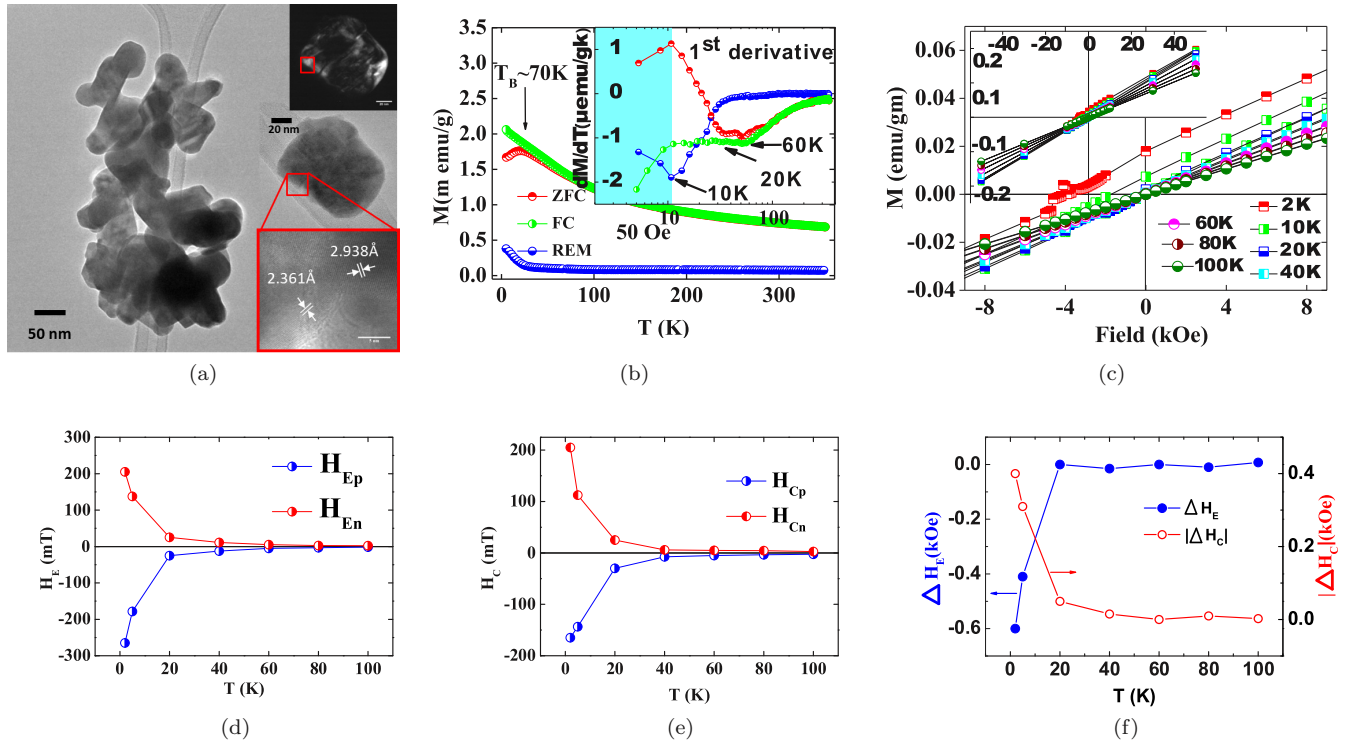 20 nm
2.938Å
2.361Å
50 nm
(a)
3.5
3.0
2.5
2.0
1.5
1.0
0.5
0.0
M(m emu/g)
T_B~70K
1
0
-1
-2
dM/dT(µemu/gk)
1st derivative
60K
20K
10K
10
100
50 Oe
ZFC
FC
REM
0
100
200
300
T (K)
(b)
0.06
0.04
0.02
0.00
-0.02
-0.04
M (emu/gm)
-40
-20
0
20
40
0.2
0.1
-0.1
-0.2
2K
60K
10K
80K
20K
100K
40K
-8
-4
0
4
8
Field (kOe)
(c)
300
200
100
0
-100
-200
-300
H_E (mT)
H_Ep
H_En
0
20
40
60
80
100
T (K)
(d)
200
100
0
-100
-200
H_C (mT)
H_Cp
H_Cn
0
20
40
60
80
100
T (K)
(e)
0.0
-0.2
-0.4
-0.6
Δ H_E(kOe)
Δ H_E
|Δ H_C|
0.4
0.2
0.0
|Δ H_C|(kOe)
0
20
40
60
80
100
T (K)
(f)